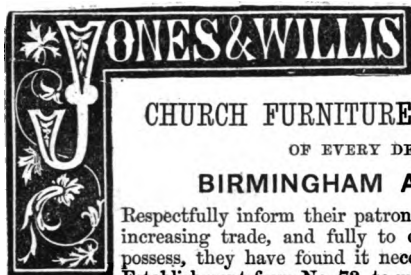 JONES & WILLIS
CHURCH FURNITURE
OF EVERY
BIRMINGHAM
Respectfully inform their patron
increasing trade, and fully to
possess, they have found it nec